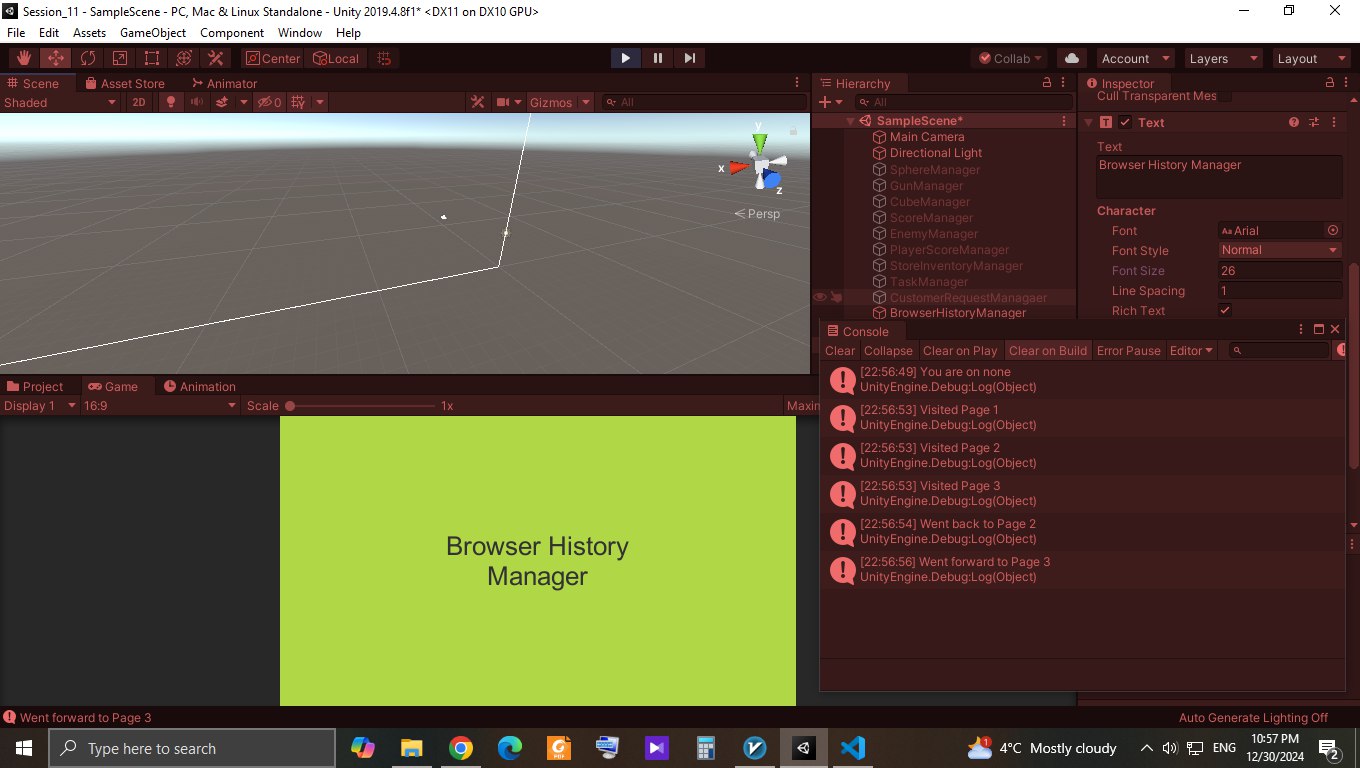 Session_11 - SampleScene - PC, Mac & Linux Standalone - Unity 2019.4.8f1* <DX11 on DX10 GPU>
File Edit Assets GameObject Component Window Help
Center Local Collab Account Layers Layout
Scene Asset Store Animator
Shaded 2D 0 Gizmos All
y
x
z
Persp
Hierarchy
All
SampleScene*
Main Camera
Directional Light
SphereManager
GunManager
CubeManager
ScoreManager
EnemyManager
PlayerScoreManager
StoreInventoryManager
TaskManager
CustomerRequestManagaer
BrowserHistoryManager
Inspector
Cull Transparent Mes
Text
Text
Browser History Manager
Character
Font Arial
Font Style Normal
Font Size 26
Line Spacing 1
Rich Text
Project Game Animation
Display 1 16:9 Scale 1x Maxin
Browser History
Manager
Console
Clear Collapse Clear on Play Clear on Build Error Pause Editor
[22:56:49] You are on none
UnityEngine.Debug:Log(Object)
[22:56:53] Visited Page 1
UnityEngine.Debug:Log(Object)
[22:56:53] Visited Page 2
UnityEngine.Debug:Log(Object)
[22:56:53] Visited Page 3
UnityEngine.Debug:Log(Object)
[22:56:54] Went back to Page 2
UnityEngine.Debug:Log(Object)
[22:56:56] Went forward to Page 3
UnityEngine.Debug:Log(Object)
Went forward to Page 3
Auto Generate Lighting Off
Type here to search
1
4°C Mostly cloudy
ENG
10:57 PM
12/30/2024
2